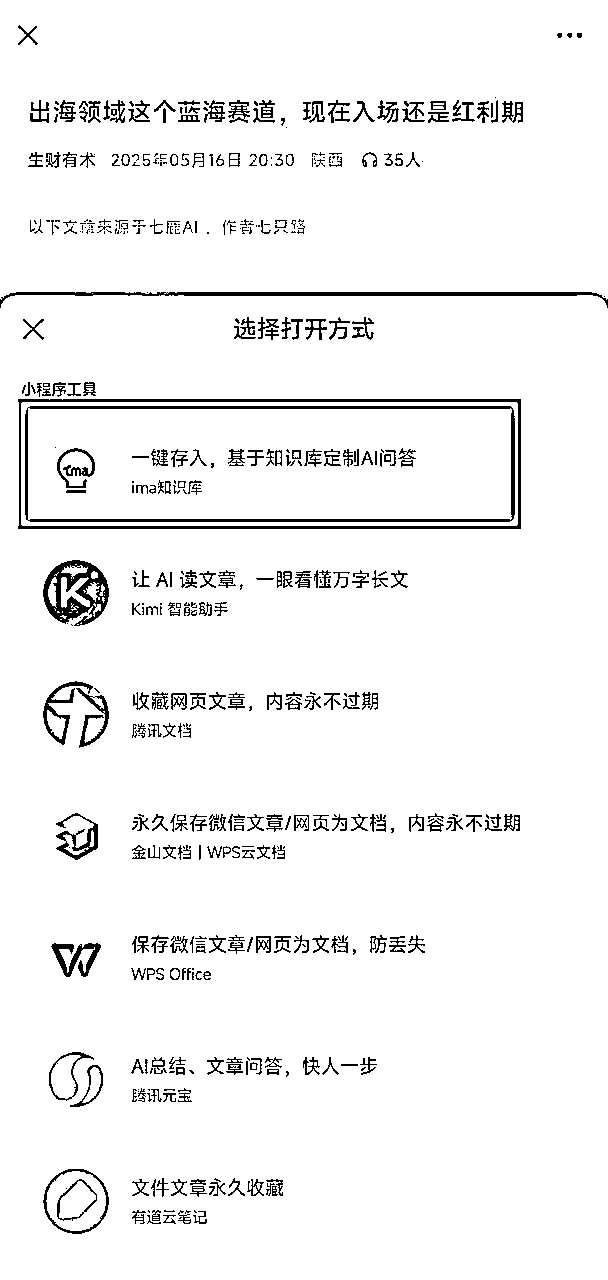 出海领域这个蓝海赛道，现在入场还是红利期
生财有术 2025年05月16日 20:30 陕西 35人
以下文章来源于七鹿AI ，作者七只路
选择打开方式
小程序工具
ima
一键存入，基于知识库定制AI问答
ima知识库
K
让 AI 读文章，一眼看懂万字长文
Kimi 智能助手
收藏网页文章，内容永不过期
腾讯文档
永久保存微信文章/网页为文档，内容永不过期
金山文档 | WPS云文档
W
保存微信文章/网页为文档，防丢失
WPS Office
AI总结、文章问答，快人一步
腾讯元宝
文件文章永久收藏
有道云笔记